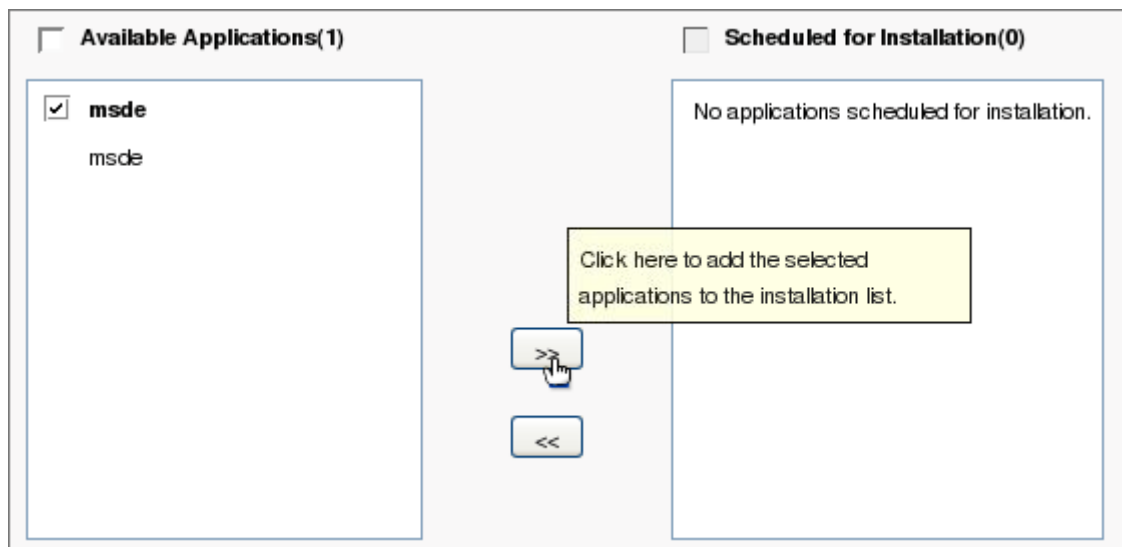 Available Applications(1)
msde
msde
Scheduled for Installation(0)
No applications scheduled for installation.
Click here to add the selected
applications to the installation list.
>>
<<